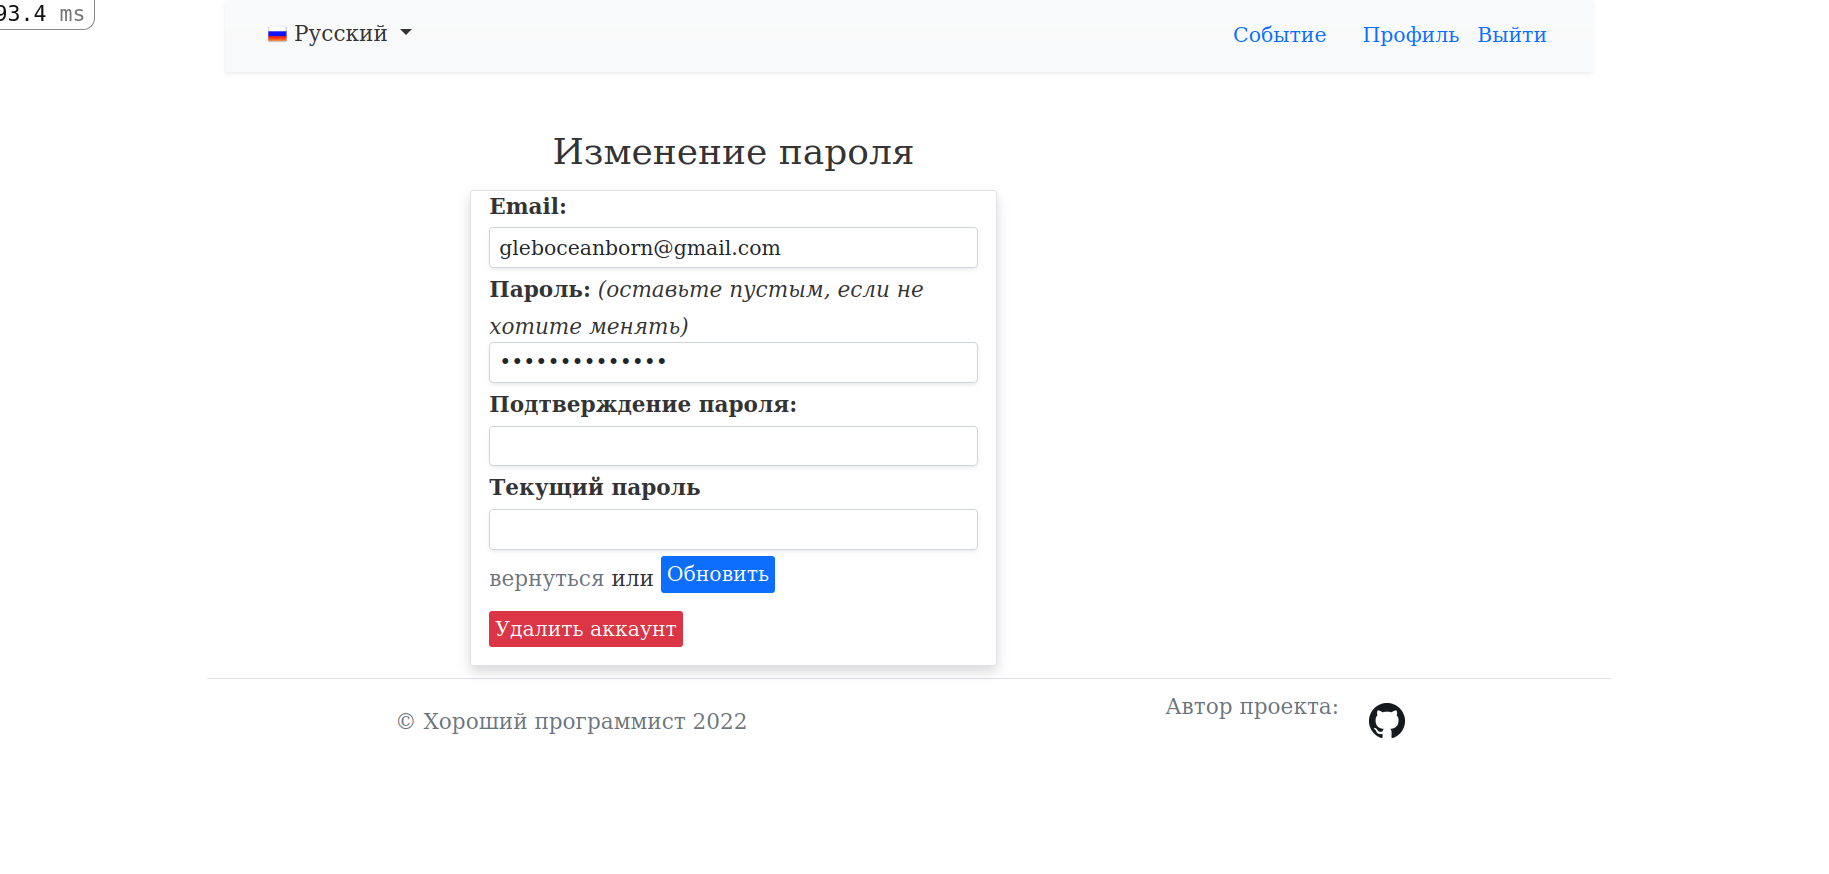 93.4 ms
Русский
Событие Профиль Выйти
Изменение пароля
Email:
gleboceanborn@gmail.com
Пароль: (оставьте пустым, если не
хотите менять)
••••••••••••••
Подтверждение пароля:
Текущий пароль
вернуться или Обновить
Удалить аккаунт
© Хороший программист 2022
Автор проекта: